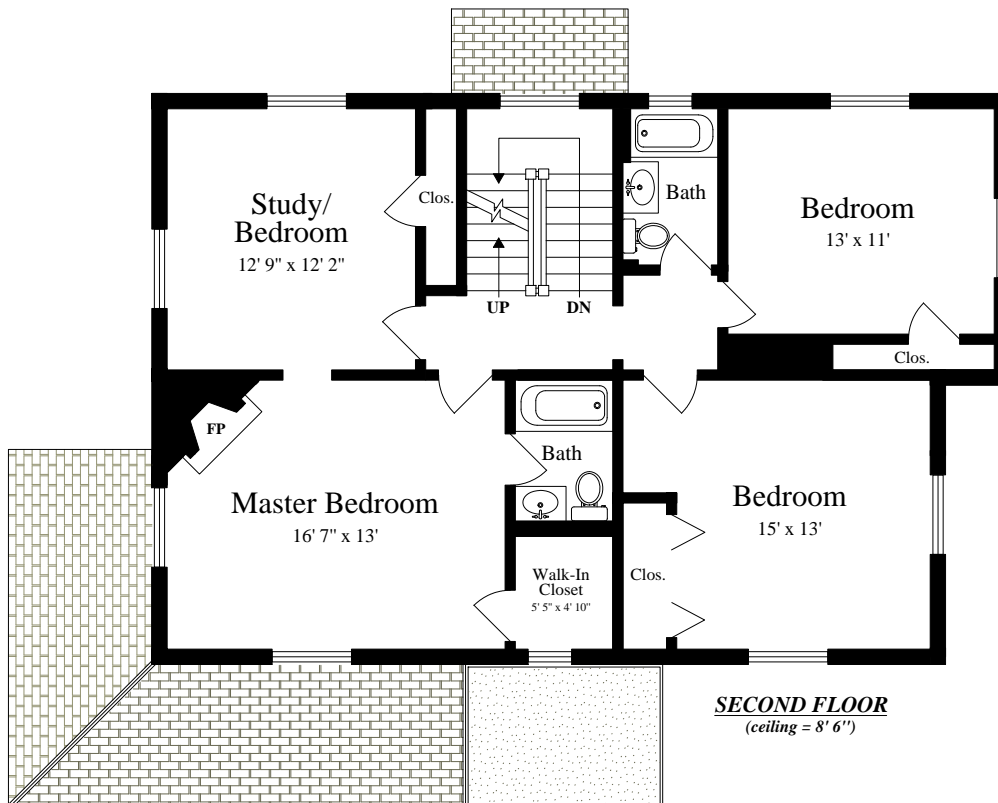 Study/
Bedroom
12' 9" x 12' 2"
Clos.
UP
DN
Bath
Bedroom
13' x 11'
Clos.
FP
Master Bedroom
16' 7" x 13'
Bath
Walk-In
Closet
5' 5" x 4' 10"
Clos.
Bedroom
15' x 13'
SECOND FLOOR
(ceiling = 8' 6")